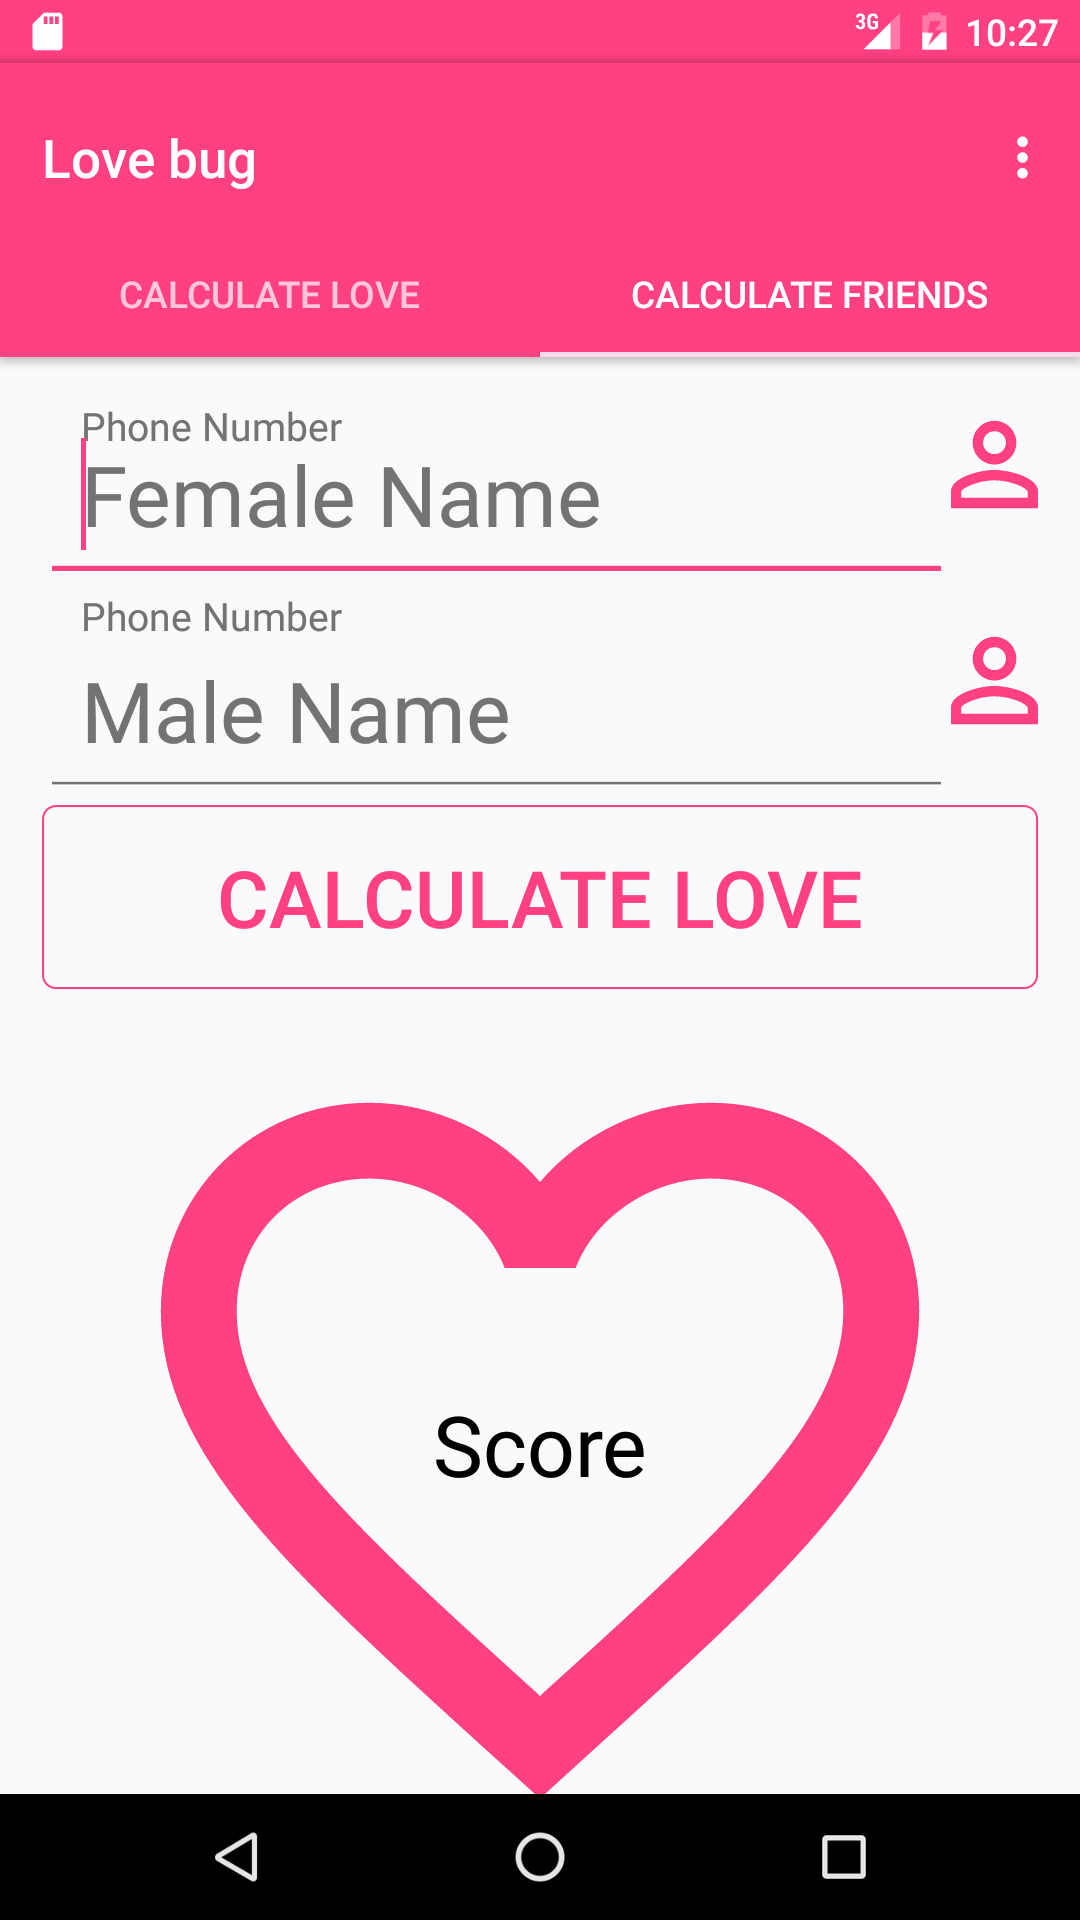 3G 10:27
Love bug
CALCULATE LOVE CALCULATE FRIENDS
Phone Number
Female Name
Phone Number
Male Name
CALCULATE LOVE
Score